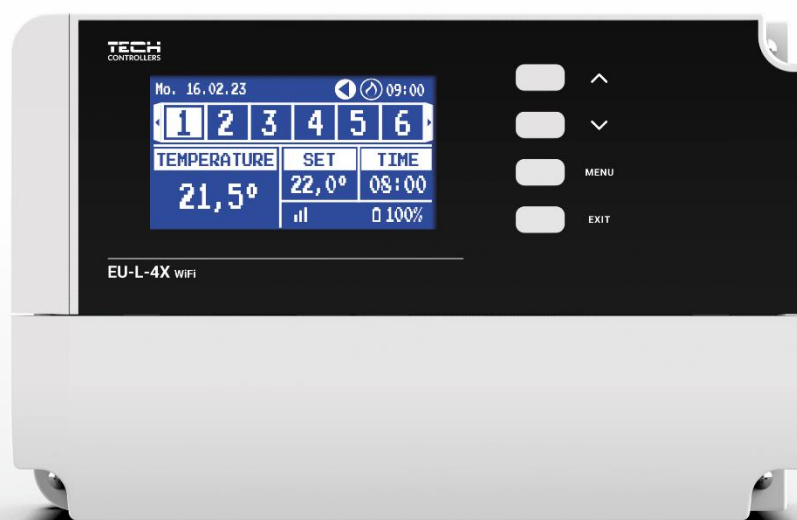 TECH
CONTROLLERS
Mo. 16.02.23 09:00
1 2 3 4 5 6
TEMPERATURE SET TIME
21,5° 22,0° 08:00
100%
MENU
EXIT
EU-L-4X WiFi